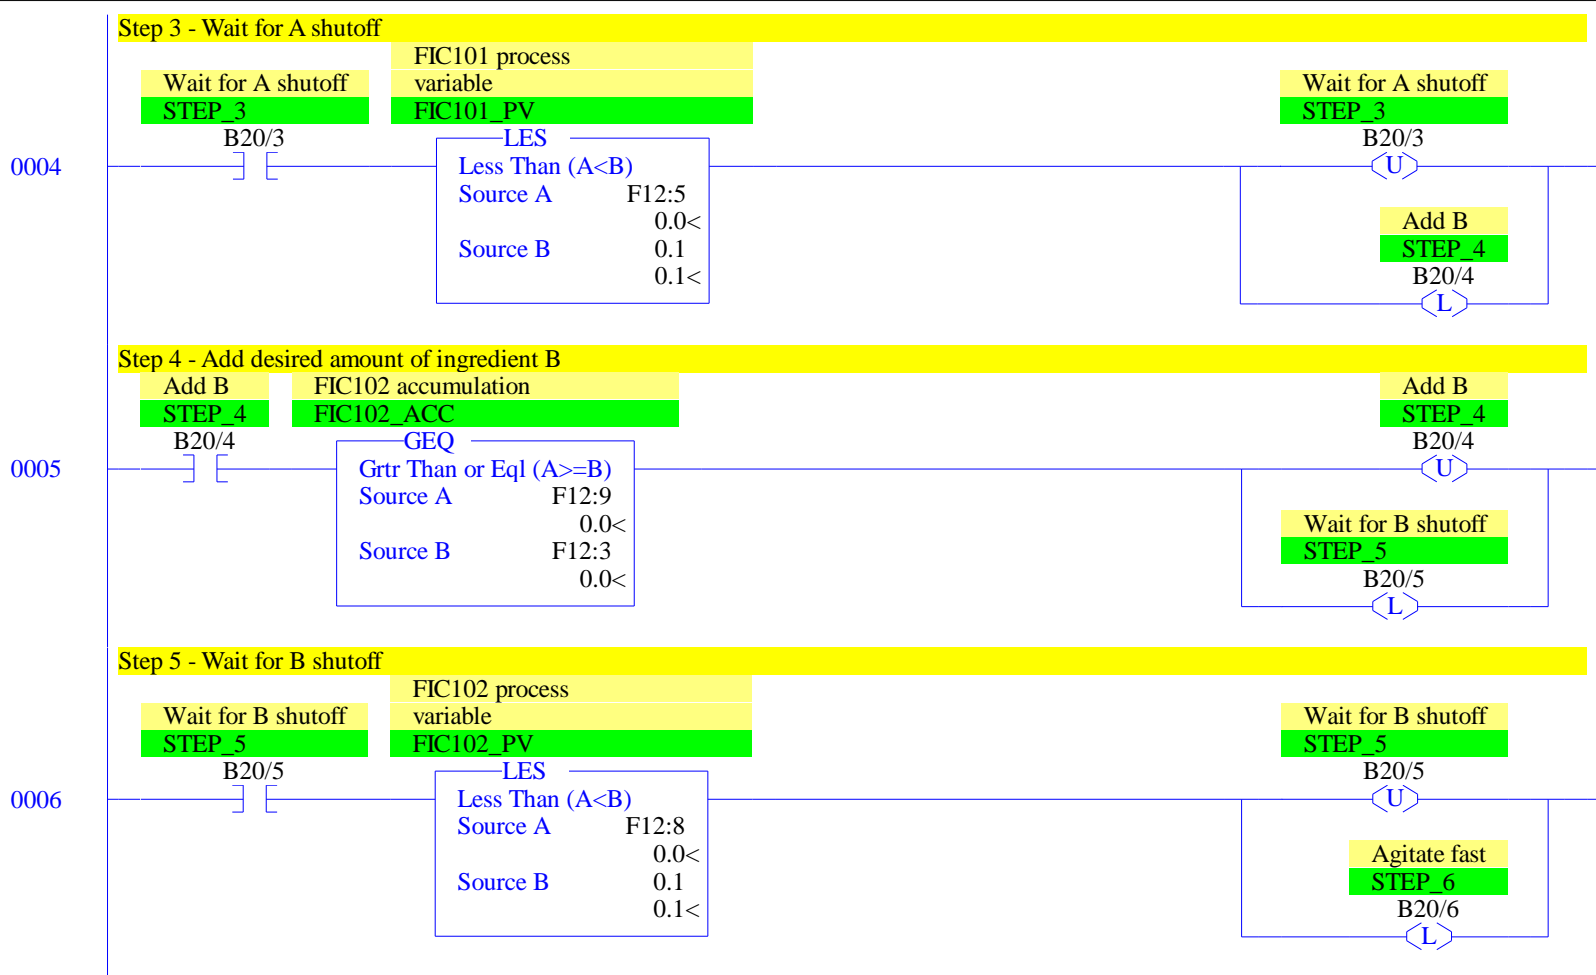 Step 3 - Wait for A shutoff
FIC101 process
Wait for A shutoff variable Wait for A shutoff
STEP_3 FIC101_PV STEP_3
B20/3 LES B20/3
0004 Less Than (A<B) U
Source A F12:5
0.0<
Add B
Source B 0.1 STEP_4
0.1< B20/4
L
Step 4 - Add desired amount of ingredient B
Add B FIC102 accumulation Add B
STEP_4 FIC102_ACC STEP_4
B20/4 GEQ B20/4
0005 Grtr Than or Eql (A>=B) U
Source A F12:9
0.0< Wait for B shutoff
Source B F12:3 STEP_5
0.0< B20/5
L
Step 5 - Wait for B shutoff
FIC102 process
Wait for B shutoff variable Wait for B shutoff
STEP_5 FIC102_PV STEP_5
B20/5 LES B20/5
0006 Less Than (A<B) U
Source A F12:8
0.0< Agitate fast
Source B 0.1 STEP_6
0.1< B20/6
L